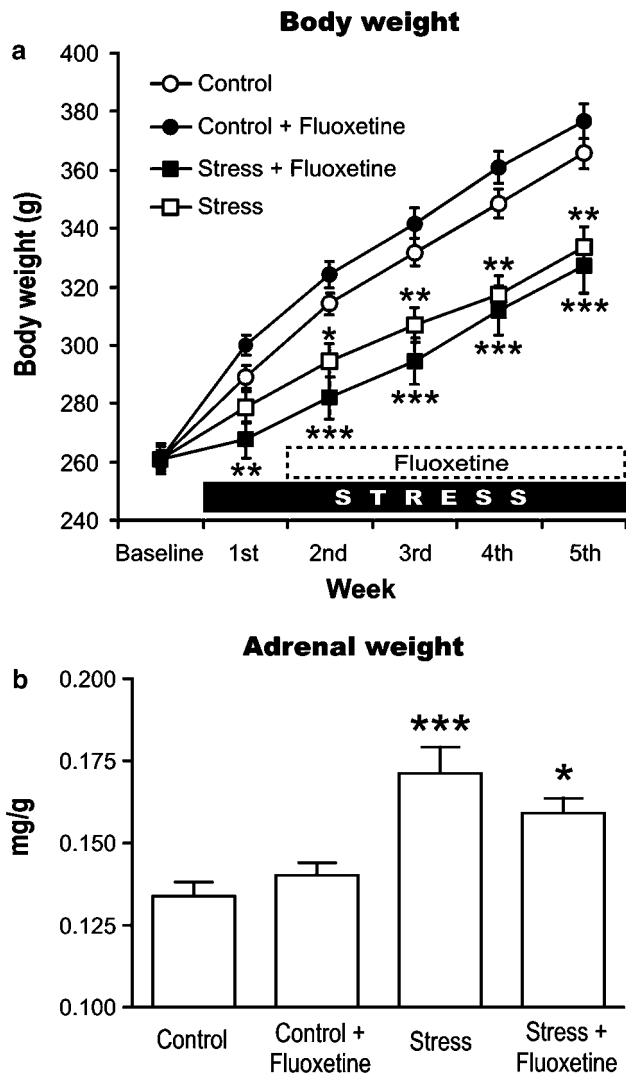 Body weight
a
400
380
360
340
320
300
280
260
240
Body weight (g)
Control
Control + Fluoxetine
Stress + Fluoxetine
Stress
**
**
**
*
***
***
***
***
**
Fluoxetine
STRESS
Baseline 1st 2nd 3rd 4th 5th
Week
Adrenal weight
b
0.200
0.175
0.150
0.125
0.100
mg/g
***
*
Control
Control +
Fluoxetine
Stress
Stress +
Fluoxetine